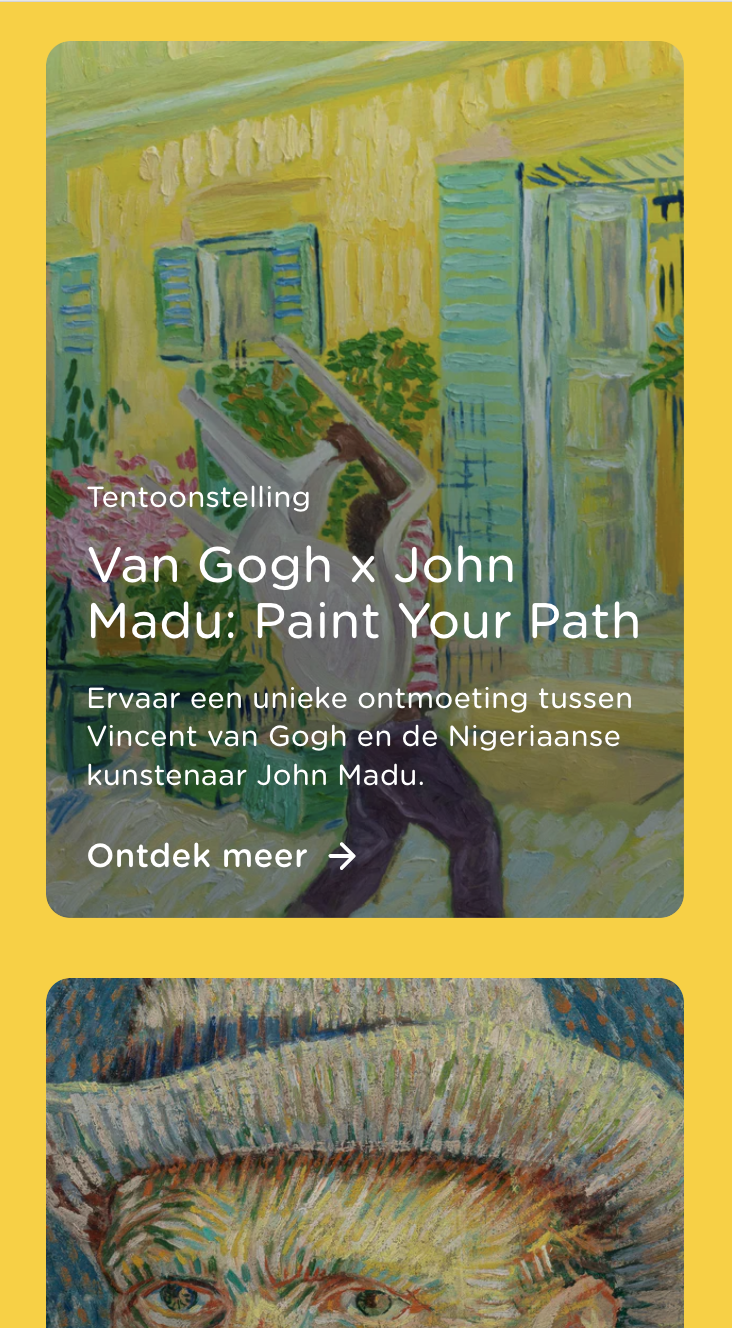 Tentoonstelling
Van Gogh x John
Madu: Paint Your Path
Ervaar een unieke ontmoeting tussen
Vincent van Gogh en de Nigeriaanse
kunstenaar John Madu.
Ontdek meer →